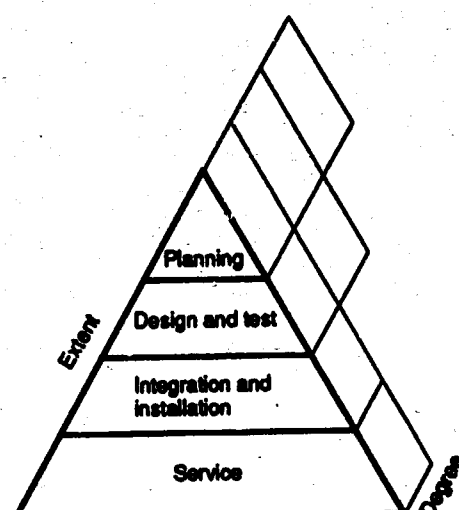 Planning
Design and test
Extent
Integration and
installation
Service
Degree